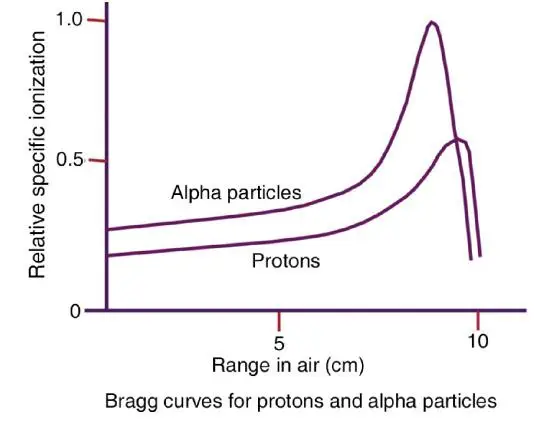 1.0
Relative specific ionization
0.5
Alpha particles
Protons
0
5
10
Range in air (cm)
Bragg curves for protons and alpha particles